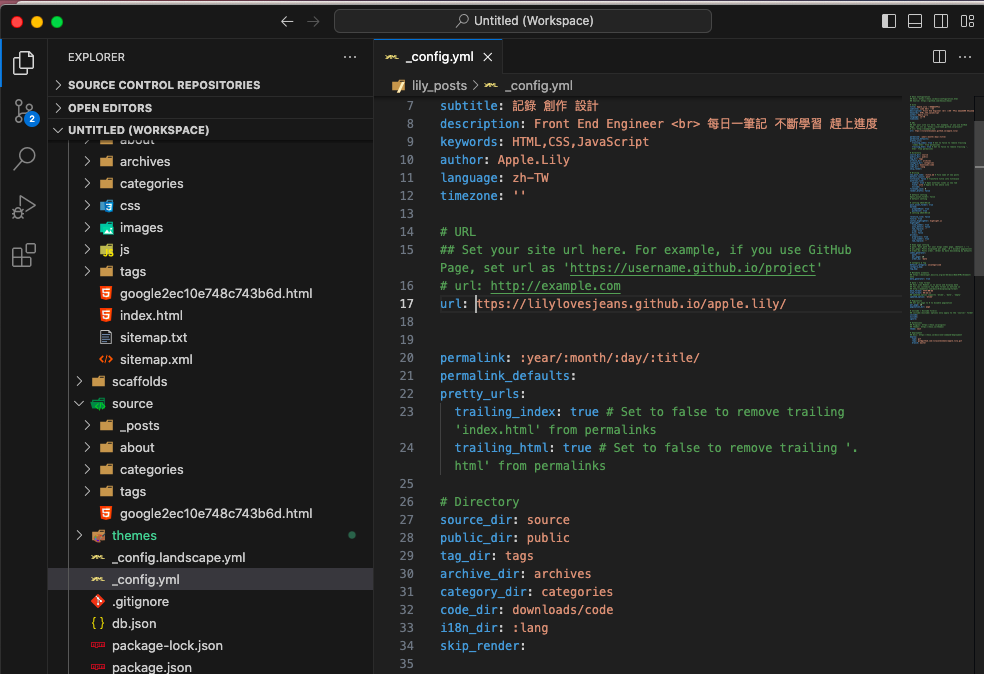 Untitled (Workspace)
EXPLORER
SOURCE CONTROL REPOSITORIES
OPEN EDITORS
UNTITLED (WORKSPACE)
about
archives
categories
css
images
js
tags
google2ec10e748c743b6d.html
index.html
sitemap.txt
sitemap.xml
scaffolds
source
_posts
about
categories
tags
google2ec10e748c743b6d.html
themes
_config.landscape.yml
_config.yml
.gitignore
db.json
package-lock.json
package.json
2
_config.yml
lily_posts > _config.yml
7 subtitle: 記錄 創作 設計
8 description: Front End Engineer <br> 每日一筆記 不斷學習 趕上進度
9 keywords: HTML,CSS,JavaScript
10 author: Apple.Lily
11 language: zh-TW
12 timezone: ''
13
14 # URL
15 ## Set your site url here. For example, if you use GitHub
Page, set url as 'https://username.github.io/project'
16 # url: http://example.com
17 url: ttps://lilylovesjeans.github.io/apple.lily/
18
19
20 permalink: :year/:month/:day/:title/
21 permalink_defaults:
22 pretty_urls:
23 trailing_index: true # Set to false to remove trailing
'index.html' from permalinks
24 trailing_html: true # Set to false to remove trailing '.
html' from permalinks
25
26 # Directory
27 source_dir: source
28 public_dir: public
29 tag_dir: tags
30 archive_dir: archives
31 category_dir: categories
32 code_dir: downloads/code
33 i18n_dir: :lang
34 skip_render:
35